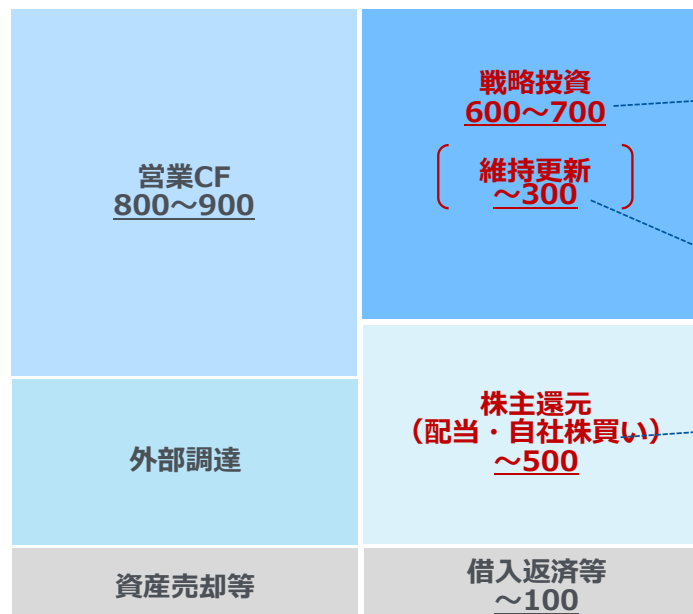 営業CF
800～900
外部調達
資産売却等
戦略投資
600～700
維持更新
～300
株主還元
（配当・自社株買い）
～500
借入返済等
～100